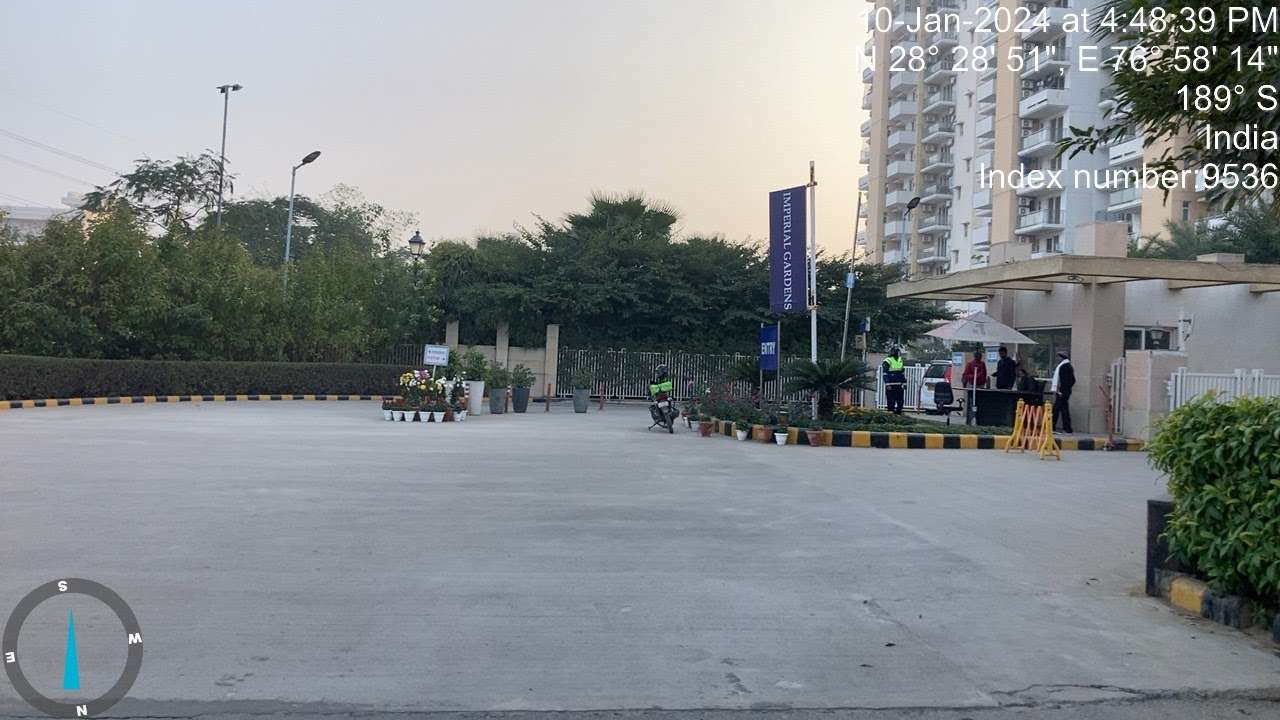 10-Jan-2024 at 4:48:39 PM
N 28° 28' 51", E 76° 58' 14"
189° S
India
Index number:9536
IMPERIAL GARDENS
ENTRY
S
W
E
N